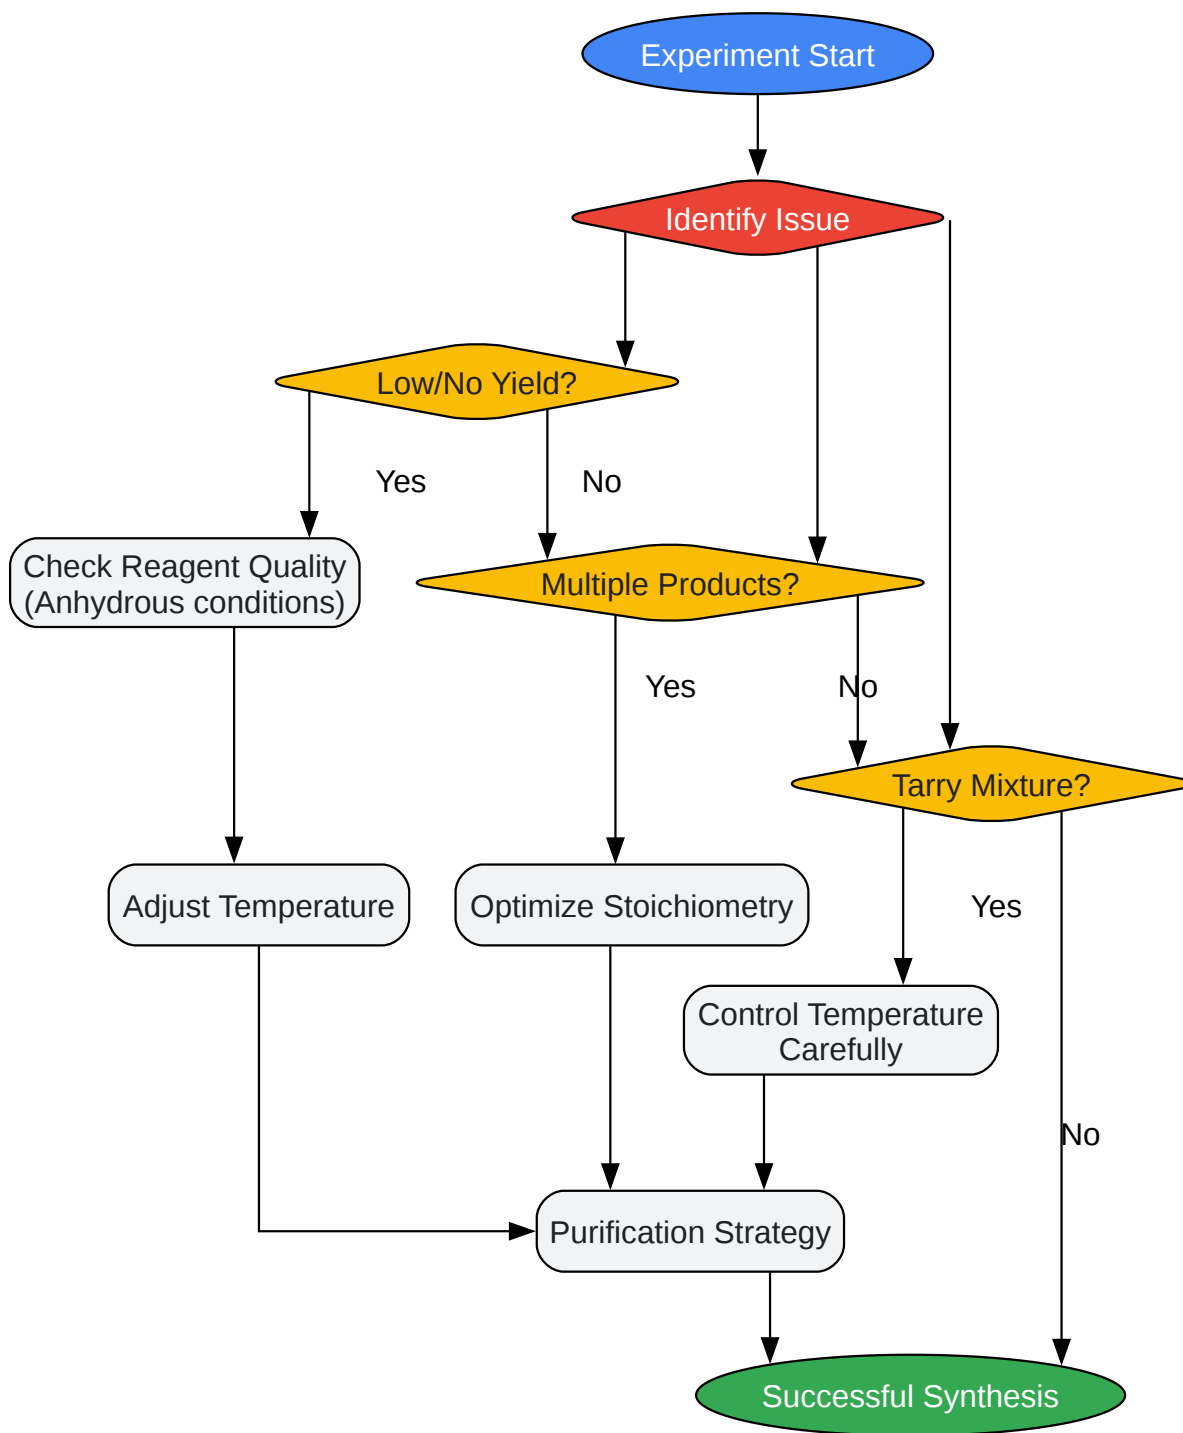 Experiment Start
Identify Issue
Low/No Yield?
Yes
No
Check Reagent Quality
(Anhydrous conditions)
Multiple Products?
Yes
No
Tarry Mixture?
Adjust Temperature
Optimize Stoichiometry
Yes
Control Temperature
Carefully
No
Purification Strategy
Successful Synthesis